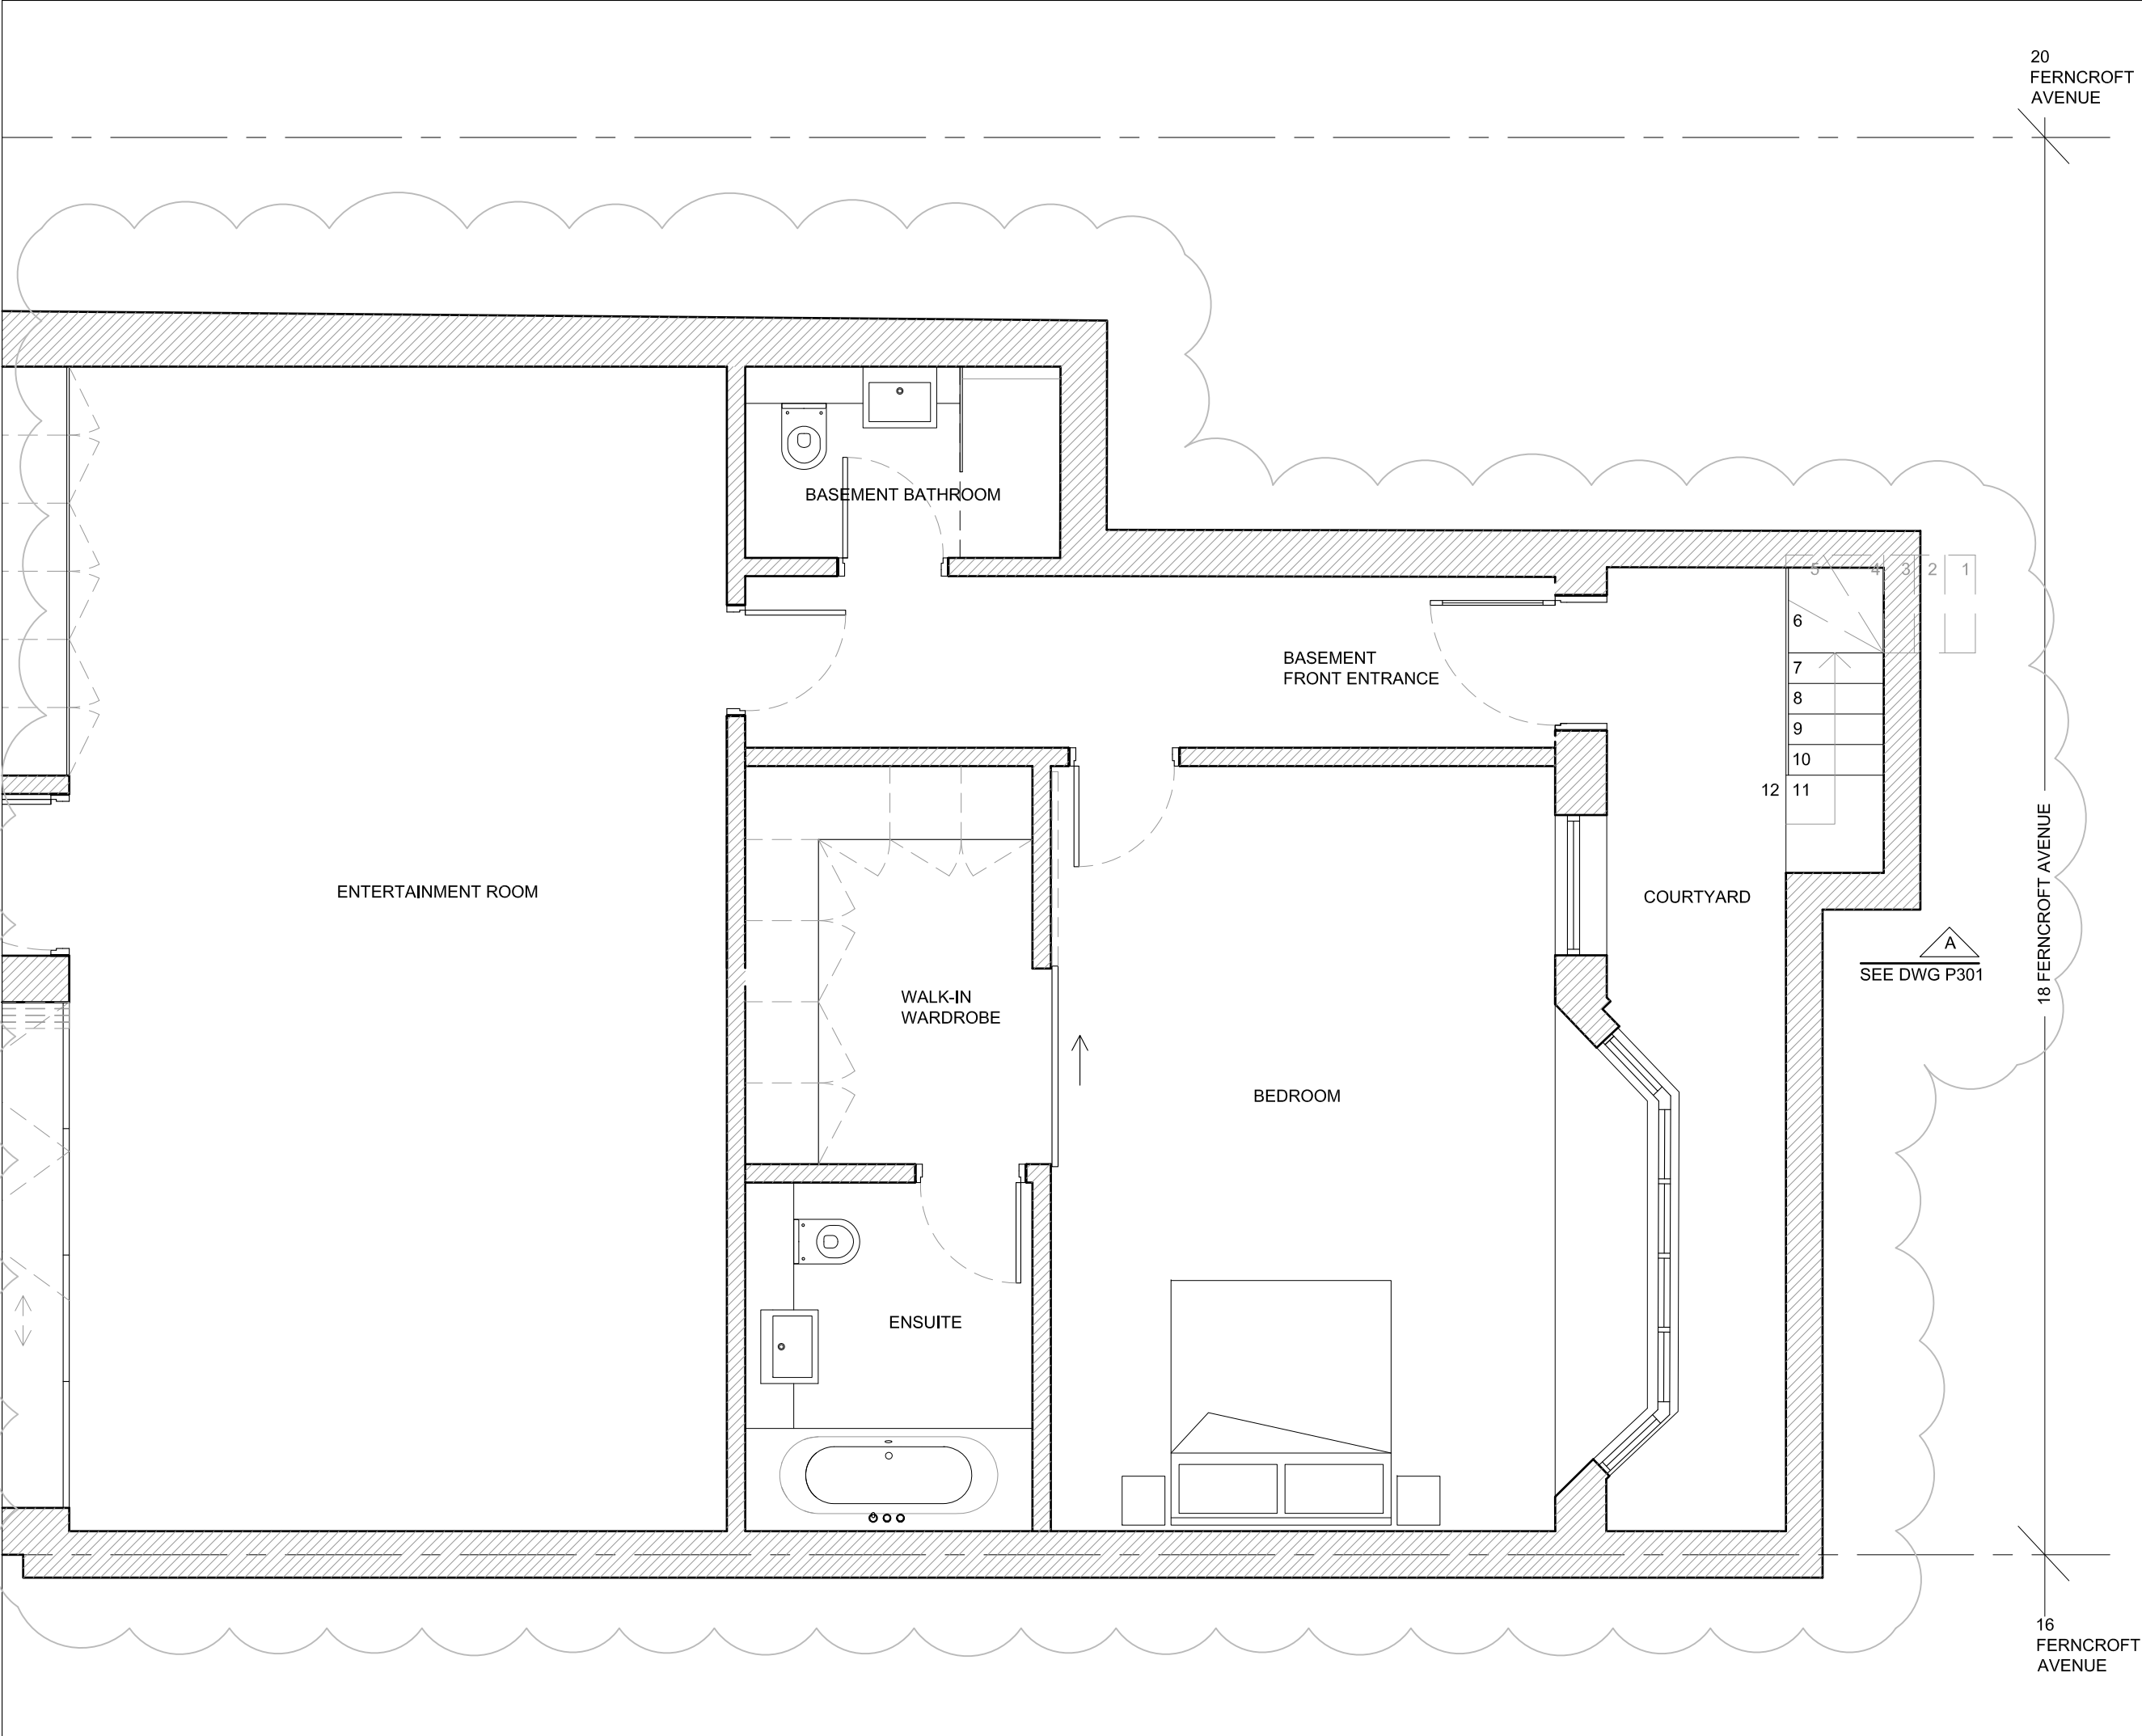 20
FERNCROFT
AVENUE
BASEMENT BATHROOM
5 4 3 2 1
6
BASEMENT
FRONT ENTRANCE
7
8
9
10
12 11
ENTERTAINMENT ROOM
COURTYARD
18 FERNCROFT AVENUE
A
SEE DWG P301
WALK-IN
WARDROBE
BEDROOM
ENSUITE
16
FERNCROFT
AVENUE